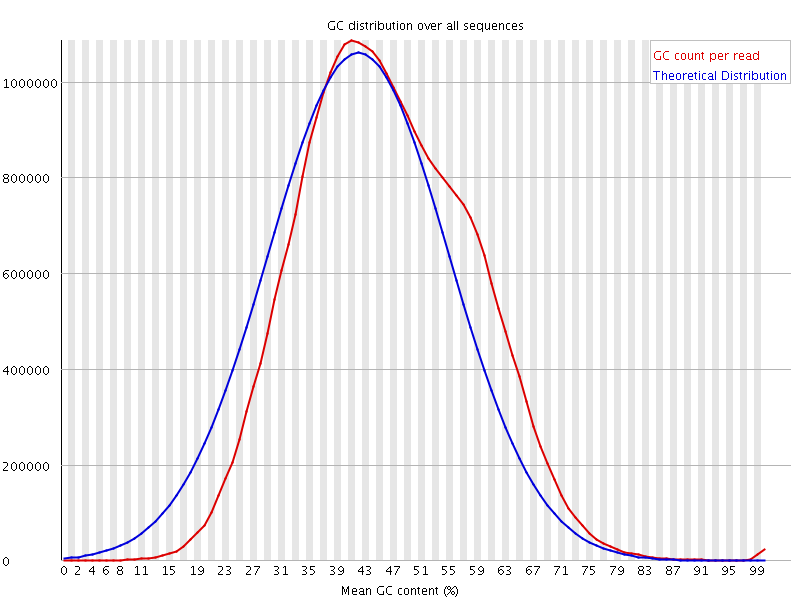 GC distribution over all sequences
GC count per read
Theoretical Distribution
1000000
800000
600000
400000
200000
0
0 2 4 6 8 11 15 19 23 27 31 35 39 43 47 51 55 59 63 67 71 75 79 83 87 91 95 99
Mean GC content (%)